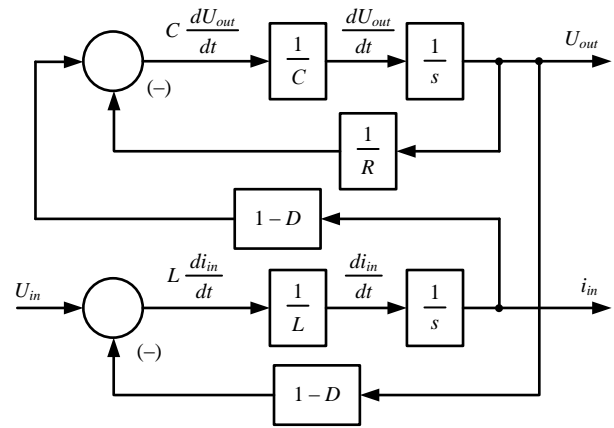 C dU_out/dt 1/C dU_out/dt 1/s U_out
(–)
1/R
1 – D
U_in L di_in/dt 1/L di_in/dt 1/s i_in
(–)
1 – D